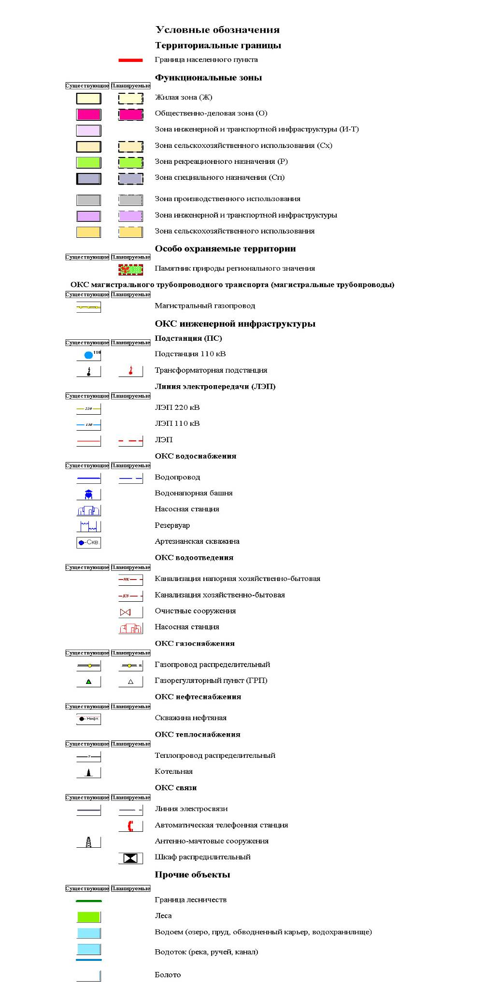 Условные обозначения
Территориальные границы
Граница населенного пункта
Функциональные зоны
Существующие Планируемые
Жилая зона (Ж)
Общественно-деловая зона (О)
Зона инженерной и транспортной инфраструктуры (И-Т)
Зона сельскохозяйственного использования (Сх)
Зона рекреационного назначения (Р)
Зона специального назначения (Сп)
Зона производственного использования
Зона инженерной и транспортной инфраструктуры
Зона сельскохозяйственного использования
Особо охраняемые территории
Существующие Планируемые
Памятник природы регионального значения
ОКС магистрального трубопроводного транспорта (магистральные трубопроводы)
Существующие Планируемые
Магистральный газопровод
ОКС инженерной инфраструктуры
Подстанция (ПС)
Существующие Планируемые
110 Подстанция 110 кВ
Трансформаторная подстанция
Линия электропередачи (ЛЭП)
Существующие Планируемые
220 ЛЭП 220 кВ
110 ЛЭП 110 кВ
ЛЭП
ОКС водоснабжения
Существующие Планируемые
Водопровод
Водонапорная башня
Насосная станция
Резервуар
-Скв. Артезианская скважина
ОКС водоотведения
Существующие Планируемые
НК Канализация напорная хозяйственно-бытовая
Кб Канализация хозяйственно-бытовая
Очистные сооружения
Насосная станция
ОКС газоснабжения
Существующие Планируемые
Газопровод распределительный
Газорегуляторный пункт (ГРП)
ОКС нефтеснабжения
Существующие Планируемые
- Нефт. Скважина нефтяная
ОКС теплоснабжения
Существующие Планируемые
т Теплопровод распределительный
Котельная
ОКС связи
Существующие Планируемые
Линия электросвязи
Автоматическая телефонная станция
Антенно-мачтовые сооружения
Шкаф распредилительный
Прочие объекты
Существующие Планируемые
Граница лесничеств
Леса
Водоем (озеро, пруд, обводненный карьер, водохранилище)
Водоток (река, ручей, канал)
Болото